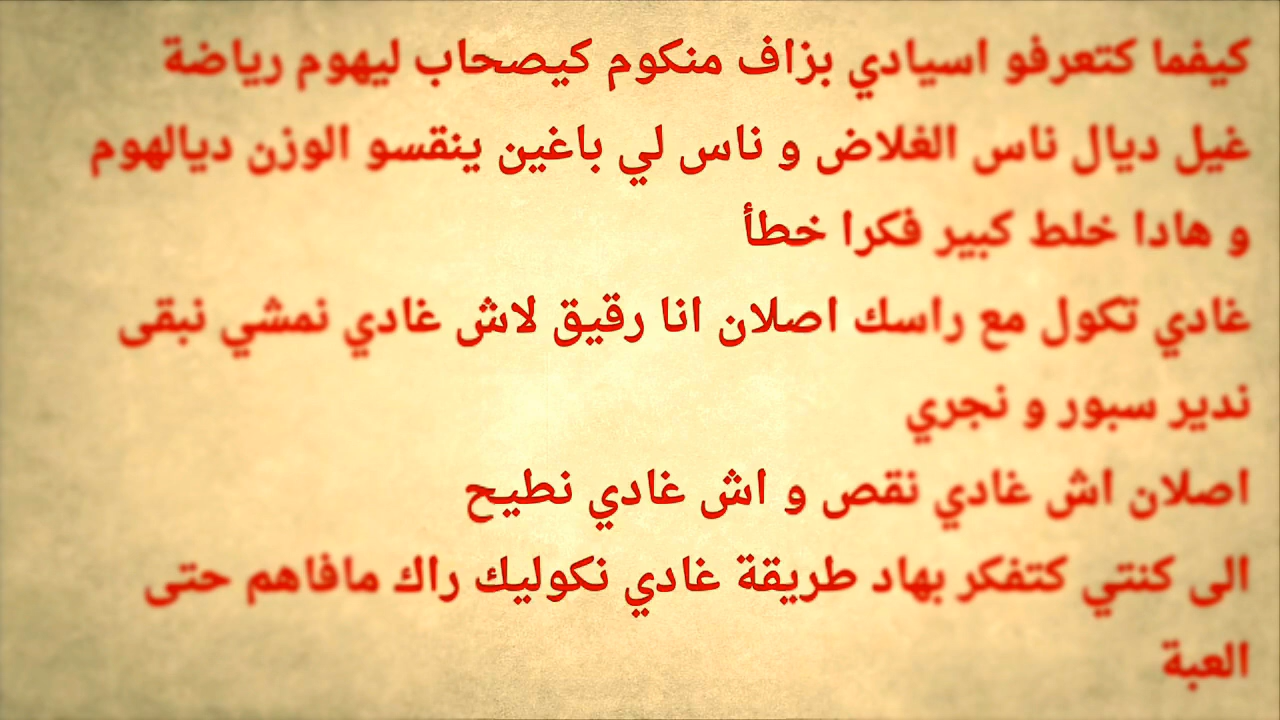 كيفما كتعرفو اسيادي بزاف منكوم كيصحاب ليهوم رياضة
غيل ديال ناس الغلاض و ناس لي باغين ينقسو الوزن ديالهوم
و هادا خلط كبير فكرا خطأ
غادي تكول مع راسك اصلان انا رقيق لاش غادي نمشي نبقى
ندير سبور و نجري
اصلان اش غادي نقص و اش غادي نطيح
الى كنتي كتفكر بهاد طريقة غادي نكوليك راك مافاهم حتى
العبة